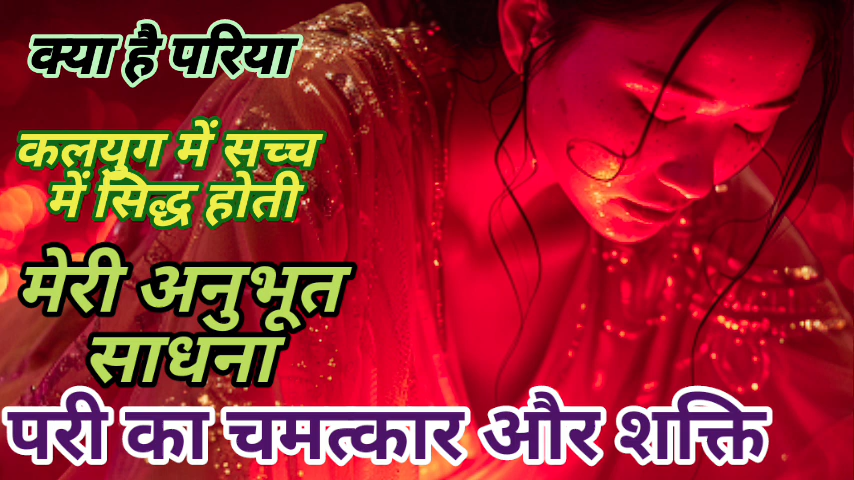 क्या है परिया
कलयुग में सच्च
में सिद्ध होती
मेरी अनुभूत
साधना
परी का चमत्कार और शक्ति